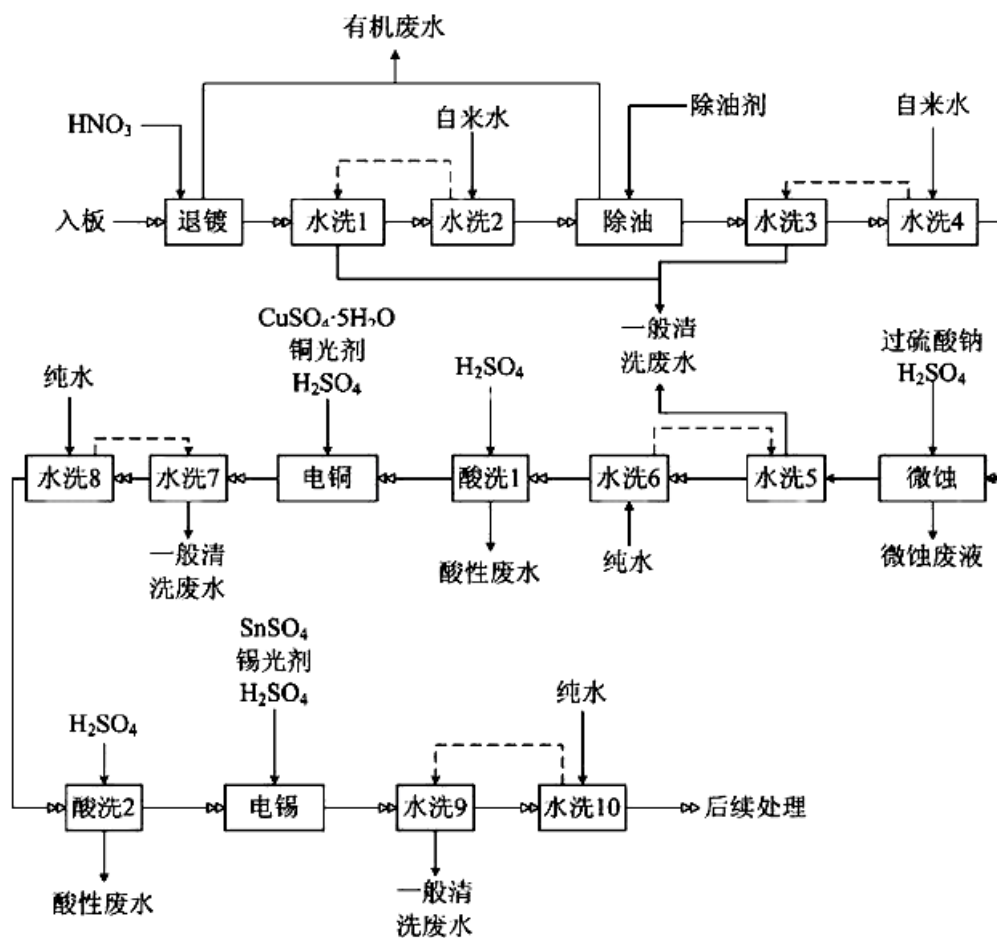 有机废水
HNO₃
自来水
除油剂
自来水
入板
退镀
水洗1
水洗2
除油
水洗3
水洗4
一般清
洗废水
纯水
CuSO₄·5H₂O
铜光剂
H₂SO₄
H₂SO₄
过硫酸钠
H₂SO₄
水洗8
水洗7
电铜
酸洗1
水洗6
水洗5
微蚀
一般清
洗废水
酸性废水
纯水
微蚀废液
H₂SO₄
SnSO₄
锡光剂
H₂SO₄
纯水
酸洗2
电锡
水洗9
水洗10
后续处理
酸性废水
一般清
洗废水